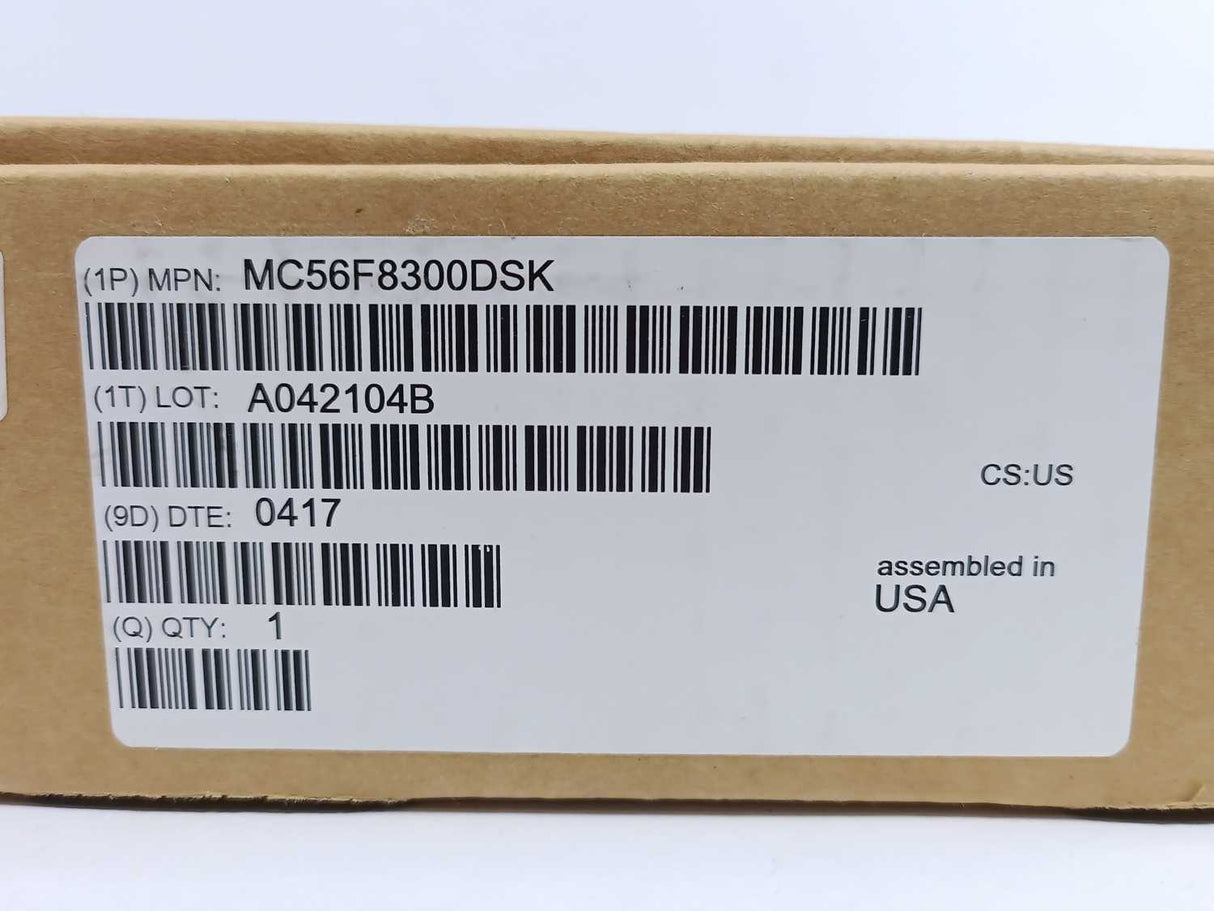 (1P) MPN: MC56F8300DSK
(1T) LOT: A042104B
CS:US
(9D) DTE: 0417
assembled in
USA
(Q) QTY: 1